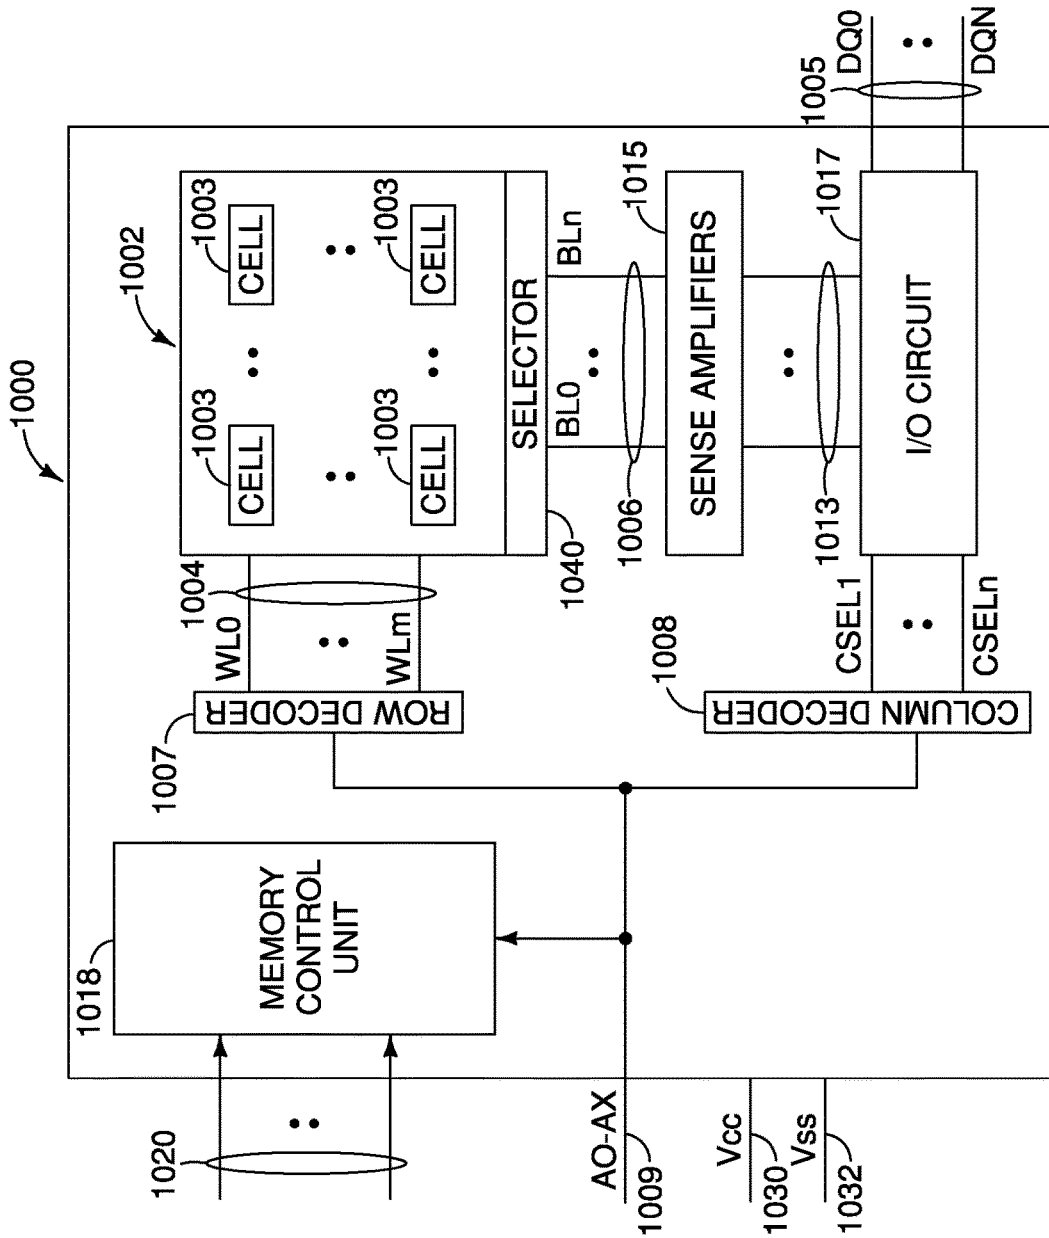 1000
1002
1003
CELL
1003
CELL
1003
CELL
1003
CELL
SELECTOR
1040
1004
WL0
WLm
1007
ROW DECODER
BL0
BLn
1006
1015
SENSE AMPLIFIERS
1013
1017
I/O CIRCUIT
1005
DQ0
DQN
CSEL1
CSELn
1008
COLUMN DECODER
1018
MEMORY
CONTROL
UNIT
1020
AO-AX
1009
Vcc
1030
Vss
1032